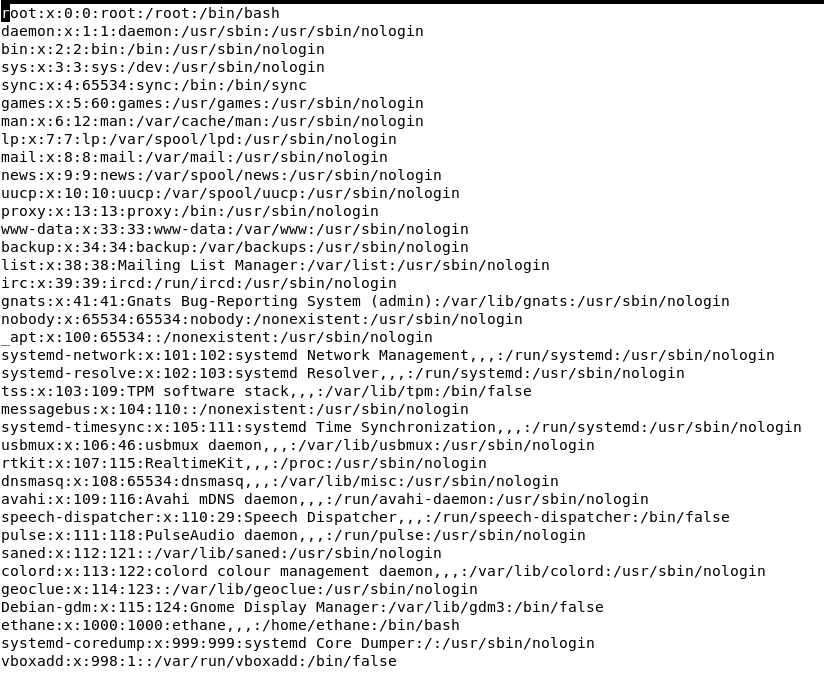 root:x:0:0:root:/root:/bin/bash
daemon:x:1:1:daemon:/usr/sbin:/usr/sbin/nologin
bin:x:2:2:bin:/bin:/usr/sbin/nologin
sys:x:3:3:sys:/dev:/usr/sbin/nologin
sync:x:4:65534:sync:/bin:/bin/sync
games:x:5:60:games:/usr/games:/usr/sbin/nologin
man:x:6:12:man:/var/cache/man:/usr/sbin/nologin
lp:x:7:7:lp:/var/spool/lpd:/usr/sbin/nologin
mail:x:8:8:mail:/var/mail:/usr/sbin/nologin
news:x:9:9:news:/var/spool/news:/usr/sbin/nologin
uucp:x:10:10:uucp:/var/spool/uucp:/usr/sbin/nologin
proxy:x:13:13:proxy:/bin:/usr/sbin/nologin
www-data:x:33:33:www-data:/var/www:/usr/sbin/nologin
backup:x:34:34:backup:/var/backups:/usr/sbin/nologin
list:x:38:38:Mailing List Manager:/var/list:/usr/sbin/nologin
irc:x:39:39:ircd:/run/ircd:/usr/sbin/nologin
gnats:x:41:41:Gnats Bug-Reporting System (admin):/var/lib/gnats:/usr/sbin/nologin
nobody:x:65534:65534:nobody:/nonexistent:/usr/sbin/nologin
_apt:x:100:65534::/nonexistent:/usr/sbin/nologin
systemd-network:x:101:102:systemd Network Management,,,:/run/systemd:/usr/sbin/nologin
systemd-resolve:x:102:103:systemd Resolver,,,:/run/systemd:/usr/sbin/nologin
tss:x:103:109:TPM software stack,,,:/var/lib/tpm:/bin/false
messagebus:x:104:110::/nonexistent:/usr/sbin/nologin
systemd-timesync:x:105:111:systemd Time Synchronization,,,:/run/systemd:/usr/sbin/nologin
usbmux:x:106:46:usbmux daemon,,,:/var/lib/usbmux:/usr/sbin/nologin
rtkit:x:107:115:RealtimeKit,,,:/proc:/usr/sbin/nologin
dnsmasq:x:108:65534:dnsmasq,,,:/var/lib/misc:/usr/sbin/nologin
avahi:x:109:116:Avahi mDNS daemon,,,:/run/avahi-daemon:/usr/sbin/nologin
speech-dispatcher:x:110:29:Speech Dispatcher,,,:/run/speech-dispatcher:/bin/false
pulse:x:111:118:PulseAudio daemon,,,:/run/pulse:/usr/sbin/nologin
saned:x:112:121::/var/lib/saned:/usr/sbin/nologin
colord:x:113:122:colord colour management daemon,,,:/var/lib/colord:/usr/sbin/nologin
geoclue:x:114:123::/var/lib/geoclue:/usr/sbin/nologin
Debian-gdm:x:115:124:Gnome Display Manager:/var/lib/gdm3:/bin/false
ethane:x:1000:1000:ethane,,,:/home/ethane:/bin/bash
systemd-coredump:x:999:999:systemd Core Dumper:/:/usr/sbin/nologin
vboxadd:x:998:1::/var/run/vboxadd:/bin/false